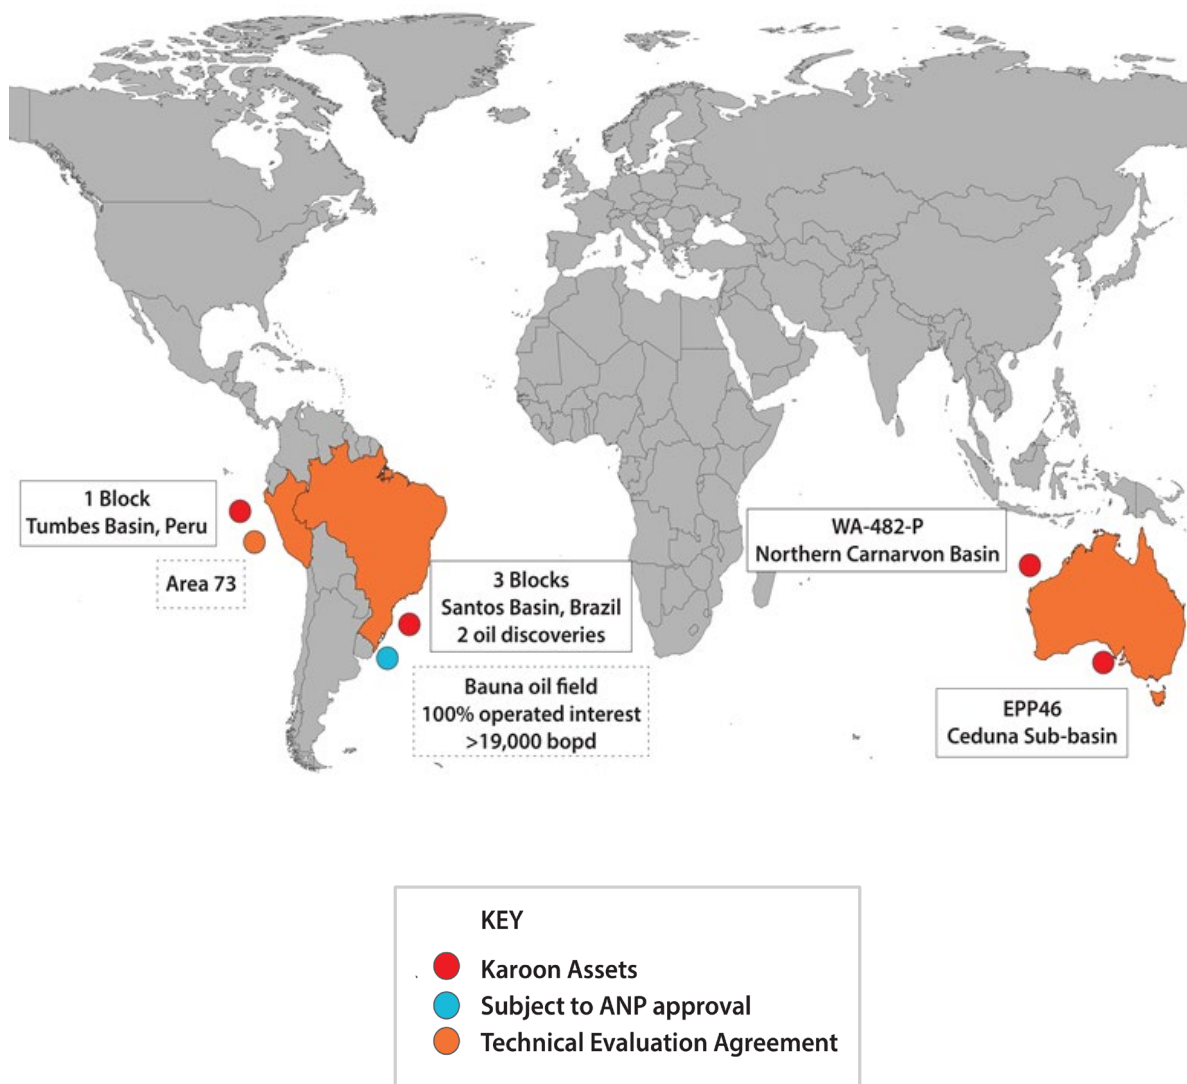 1 Block
Tumbes Basin, Peru
Area 73
3 Blocks
Santos Basin, Brazil
2 oil discoveries
Bauna oil field
100% operated interest
>19,000 bopd
WA-482-P
Northern Carnarvon Basin
EPP46
Ceduna Sub-basin
KEY
Karoon Assets
Subject to ANP approval
Technical Evaluation Agreement